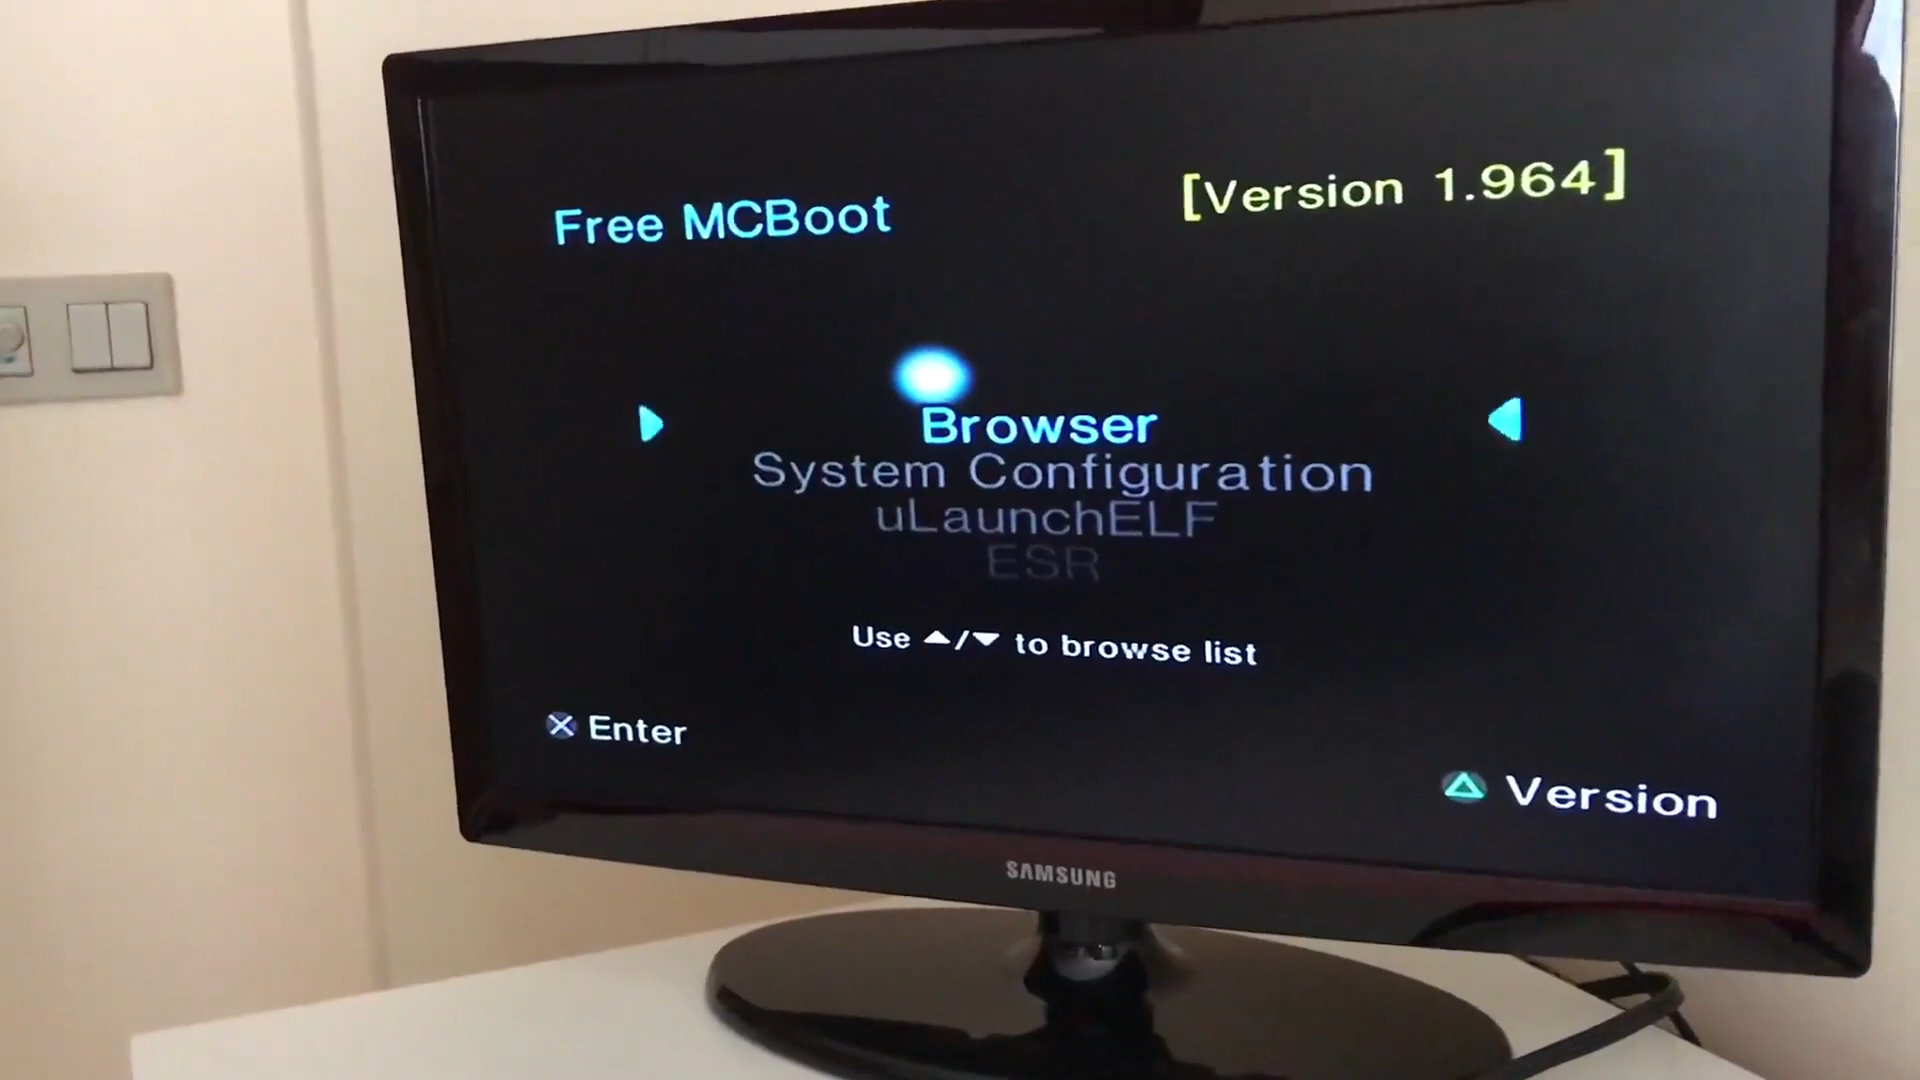 Free MCBoot
[Version 1.964]
Browser
System Configuration
uLaunchELF
ESR
Use ▲/▼ to browse list
Enter
Version
SAMSUNG